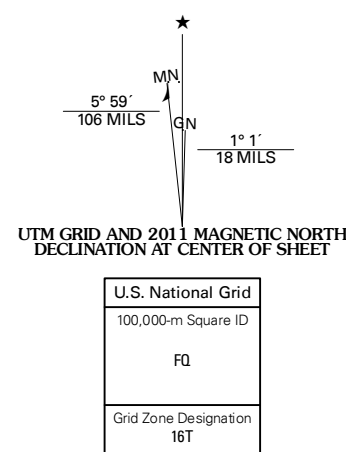 ★
MN
5° 59´
106 MILS
GN
1° 1´
18 MILS
UTM GRID AND 2011 MAGNETIC NORTH
DECLINATION AT CENTER OF SHEET
U.S. National Grid
100,000-m Square ID
FQ
Grid Zone Designation
16T